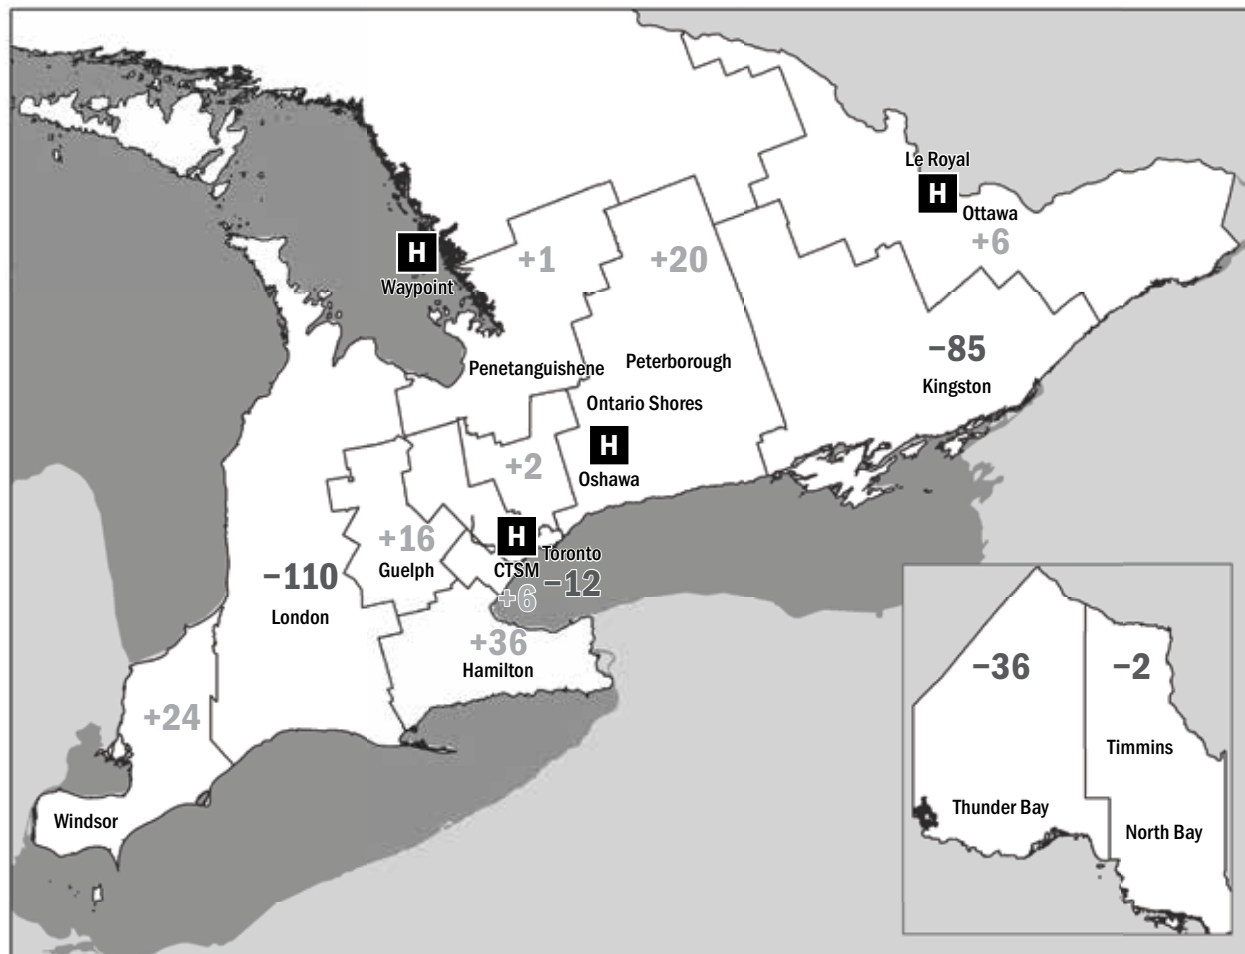 Le Royal
H
Ottawa
+6
H
Waypoint
+1
+20
−85
Kingston
Penetanguishene
Peterborough
Ontario Shores
H
Oshawa
+2
+16
Guelph
H
CTSM
+6
Toronto
−12
−110
London
+36
Hamilton
+24
Windsor
−36
−2
Timmins
Thunder Bay
North Bay